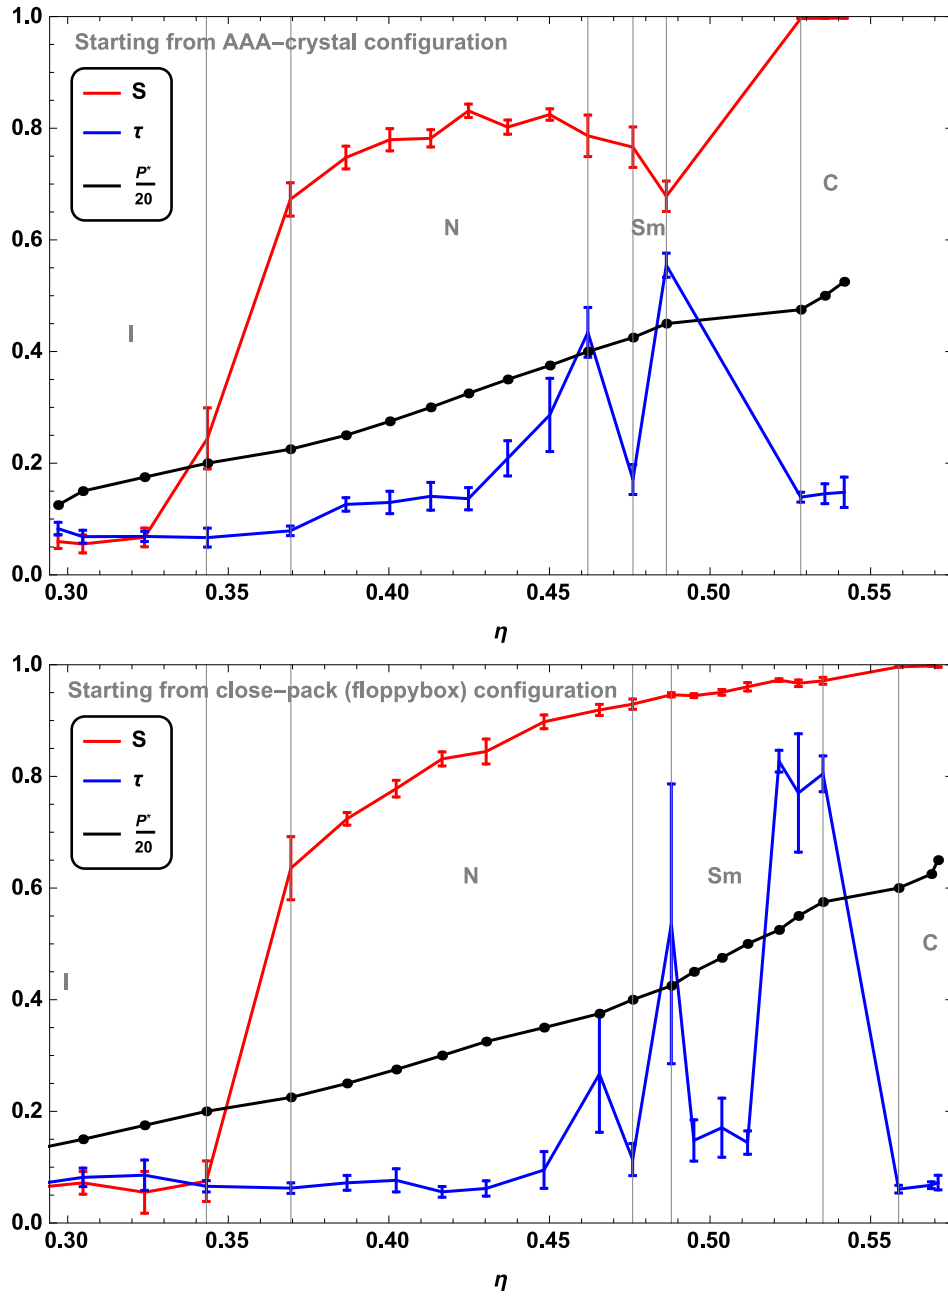 Starting from AAA–crystal configuration
S
τ
P*
20
I
N
Sm
C
1.0
0.8
0.6
0.4
0.2
0.0
0.30 0.35 0.40 0.45 0.50 0.55
η
Starting from close–pack (floppybox) configuration
S
τ
P*
20
I
N
Sm
C
1.0
0.8
0.6
0.4
0.2
0.0
0.30 0.35 0.40 0.45 0.50 0.55
η